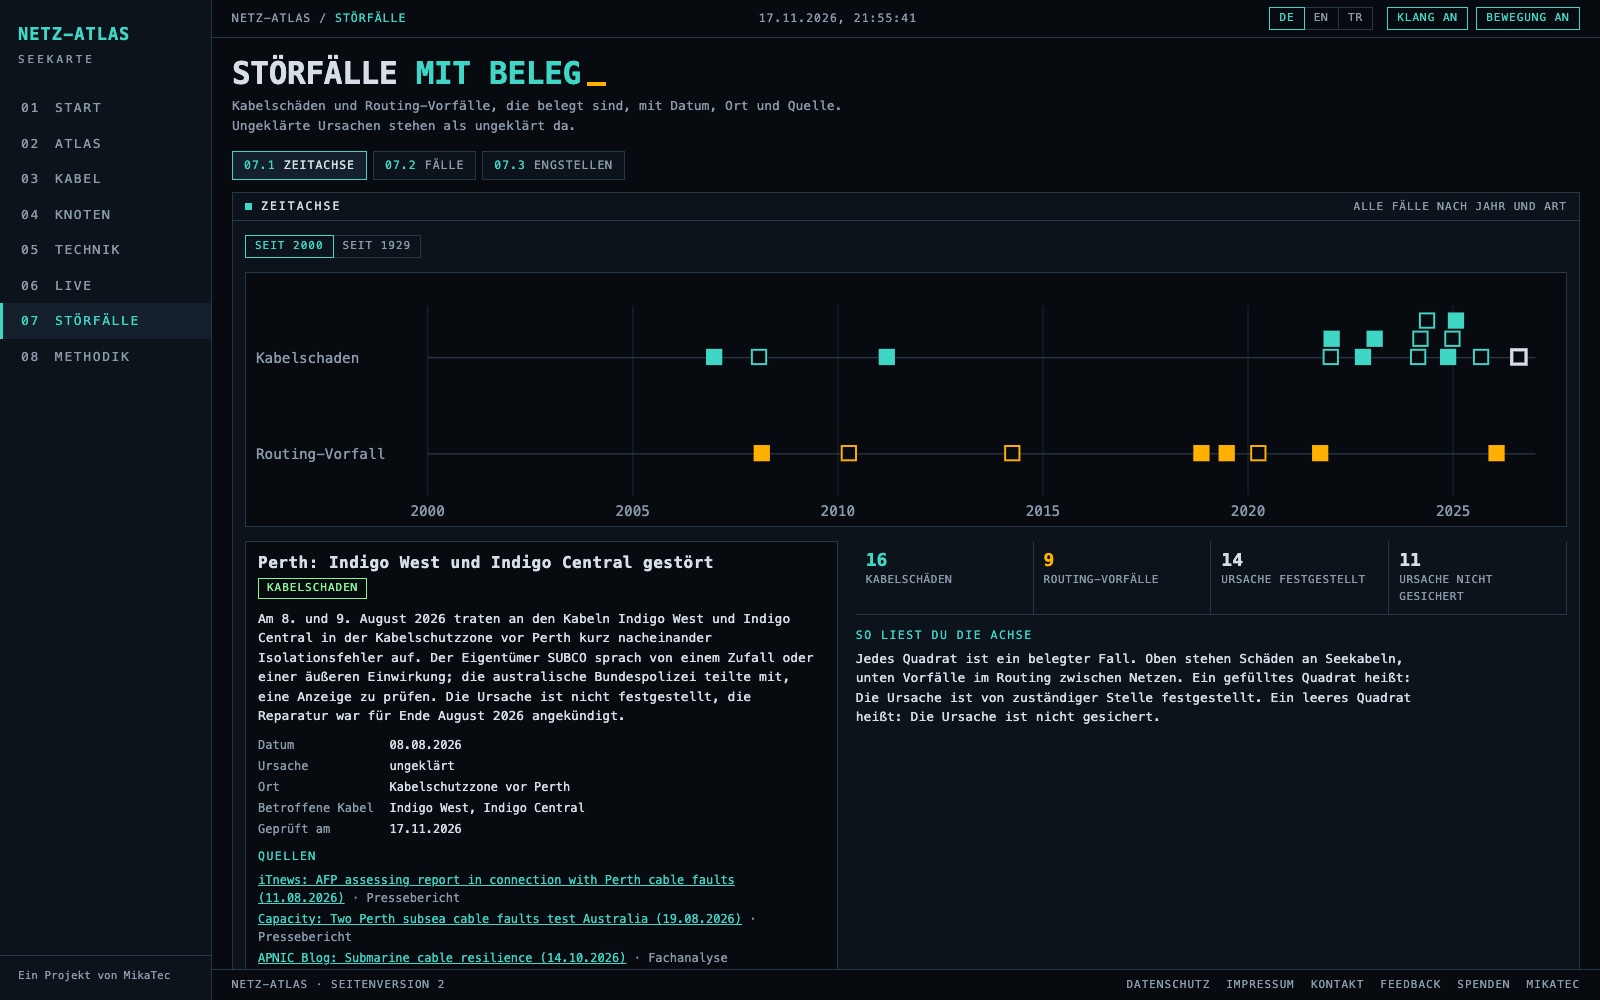 NETZ-ATLAS
SEEKARTE
01 START
02 ATLAS
03 KABEL
04 KNOTEN
05 TECHNIK
06 LIVE
07 STÖRFÄLLE
08 METHODIK
Ein Projekt von MikaTec
NETZ-ATLAS / STÖRFÄLLE
17.11.2026, 21:55:41
DE EN TR KLANG AN BEWEGUNG AN
STÖRFÄLLE MIT BELEG_
Kabelschäden und Routing-Vorfälle, die belegt sind, mit Datum, Ort und Quelle.
Ungeklärte Ursachen stehen als ungeklärt da.
07.1 ZEITACHSE 07.2 FÄLLE 07.3 ENGSTELLEN
ZEITACHSE
ALLE FÄLLE NACH JAHR UND ART
SEIT 2000 SEIT 1929
Kabelschaden
Routing-Vorfall
2000 2005 2010 2015 2020 2025
Perth: Indigo West und Indigo Central gestört
KABELSCHADEN
Am 8. und 9. August 2026 traten an den Kabeln Indigo West und Indigo
Central in der Kabelschutzzone vor Perth kurz nacheinander
Isolationsfehler auf. Der Eigentümer SUBCO sprach von einem Zufall oder
einer äußeren Einwirkung; die australische Bundespolizei teilte mit,
eine Anzeige zu prüfen. Die Ursache ist nicht festgestellt, die
Reparatur war für Ende August 2026 angekündigt.
Datum 08.08.2026
Ursache ungeklärt
Ort Kabelschutzzone vor Perth
Betroffene Kabel Indigo West, Indigo Central
Geprüft am 17.11.2026
QUELLEN
iTnews: AFP assessing report in connection with Perth cable faults
(11.08.2026) · Pressebericht
Capacity: Two Perth subsea cable faults test Australia (19.08.2026) ·
Pressebericht
APNIC Blog: Submarine cable resilience (14.10.2026) · Fachanalyse
16
KABELSCHÄDEN
9
ROUTING-VORFÄLLE
14
URSACHE FESTGESTELLT
11
URSACHE NICHT
GESICHERT
SO LIEST DU DIE ACHSE
Jedes Quadrat ist ein belegter Fall. Oben stehen Schäden an Seekabeln,
unten Vorfälle im Routing zwischen Netzen. Ein gefülltes Quadrat heißt:
Die Ursache ist von zuständiger Stelle festgestellt. Ein leeres Quadrat
heißt: Die Ursache ist nicht gesichert.
NETZ-ATLAS · SEITENVERSION 2
DATENSCHUTZ IMPRESSUM KONTAKT FEEDBACK SPENDEN MIKATEC